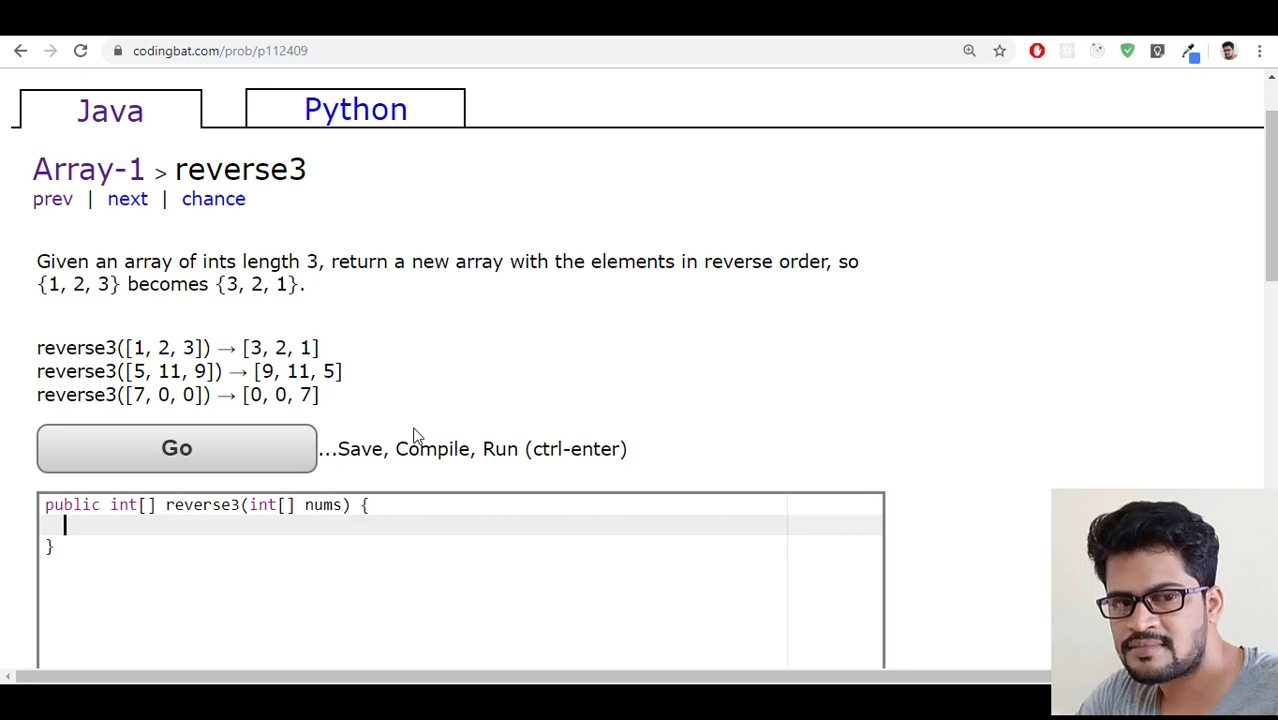 codingbat.com/prob/p112409
Java
Python
Array-1 > reverse3
prev | next | chance
Given an array of ints length 3, return a new array with the elements in reverse order, so
{1, 2, 3} becomes {3, 2, 1}.
reverse3([1, 2, 3]) → [3, 2, 1]
reverse3([5, 11, 9]) → [9, 11, 5]
reverse3([7, 0, 0]) → [0, 0, 7]
Go ...Save, Compile, Run (ctrl-enter)
public int[] reverse3(int[] nums) {
}